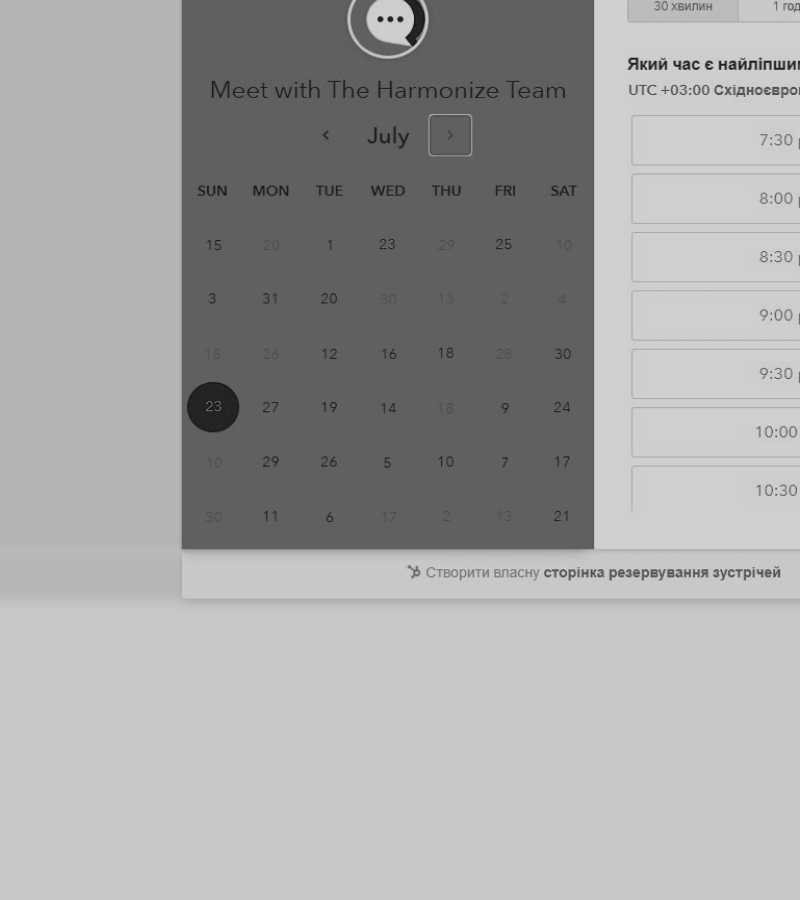 30 хвилин
Meet with The Harmonize Team
Який час є
UTC +03:00
July
7:30
SUN MON TUE WED THU FRI SAT
8:00
15 20 1 23 29 25 10
8:30
3 31 20 30 13 2 4
9:00
18 26 12 16 18 28 30
9:30
23 27 19 14 18 9 24
10:00
10 29 26 5 10 7 17
10:30
30 11 6 17 2 13 21
Створити власну сторінка резервування зустрічей